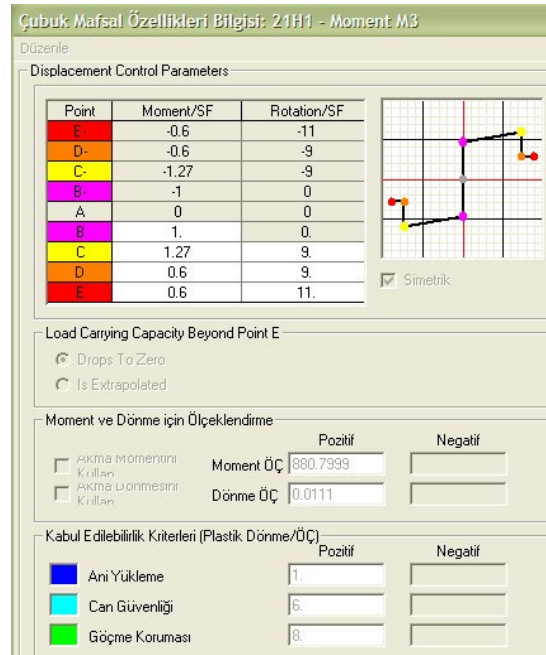 Çubuk Mafsal Özellikleri Bilgisi: 21H1 - Moment M3
Düzenle
Displacement Control Parameters
Point Moment/SF Rotation/SF
E- -0.6 -11
D- -0.6 -9
C- -1.27 -9
B- -1 0
A 0 0
B 1. 0.
C 1.27 9.
D 0.6 9.
E 0.6 11.
Simetrik
Load Carrying Capacity Beyond Point E
Drops To Zero
Is Extrapolated
Moment ve Dönme için Ölçeklendirme
Pozitif Negatif
Akma Momentini Kullan
Moment ÖÇ 880.7999
Akma Dönmesini Kullan
Dönme ÖÇ 0.0111
Kabul Edilebilirlik Kriterleri (Plastik Dönme/ÖÇ)
Pozitif Negatif
Ani Yükleme 1.
Can Güvenliği 6.
Göçme Koruması 8.